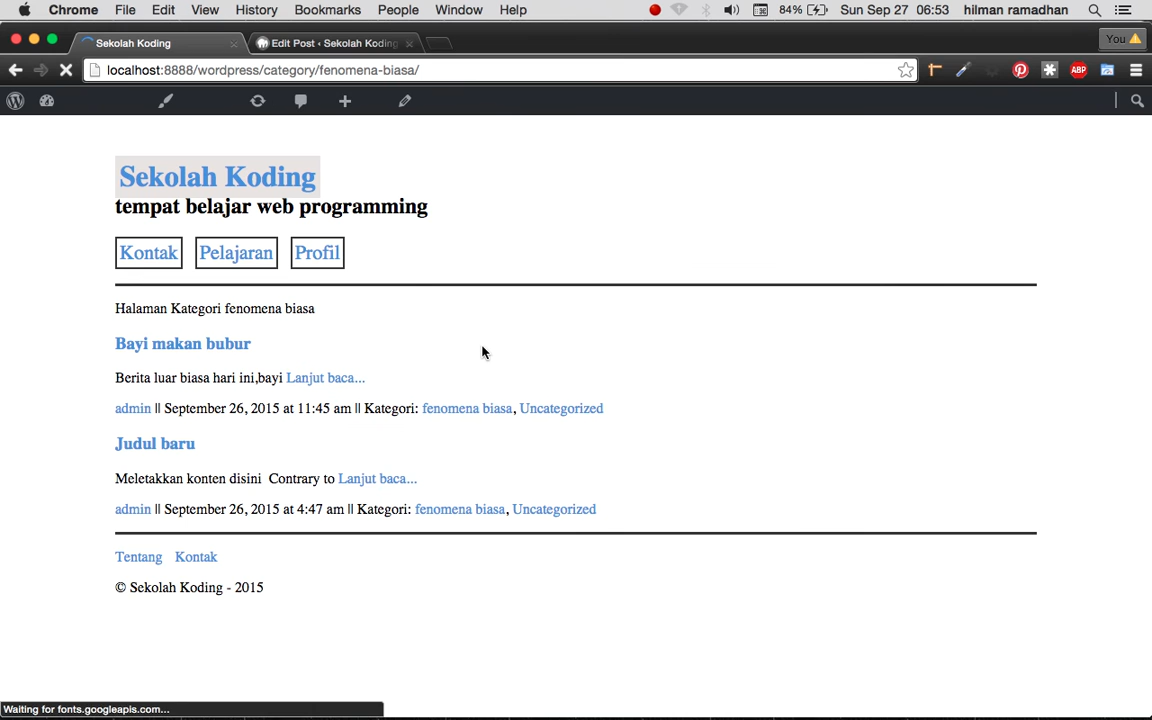 Chrome File Edit View History Bookmarks People Window Help 84% Sun Sep 27 06:53 hilman ramadhan
Sekolah Koding Edit Post ‹ Sekolah Koding You
localhost:8888/wordpress/category/fenomena-biasa/ ABP
Sekolah Koding
tempat belajar web programming
Kontak Pelajaran Profil
Halaman Kategori fenomena biasa
Bayi makan bubur
Berita luar biasa hari ini,bayi Lanjut baca...
admin || September 26, 2015 at 11:45 am || Kategori: fenomena biasa, Uncategorized
Judul baru
Meletakkan konten disini  Contrary to Lanjut baca...
admin || September 26, 2015 at 4:47 am || Kategori: fenomena biasa, Uncategorized
Tentang Kontak
© Sekolah Koding - 2015
Waiting for fonts.googleapis.com...